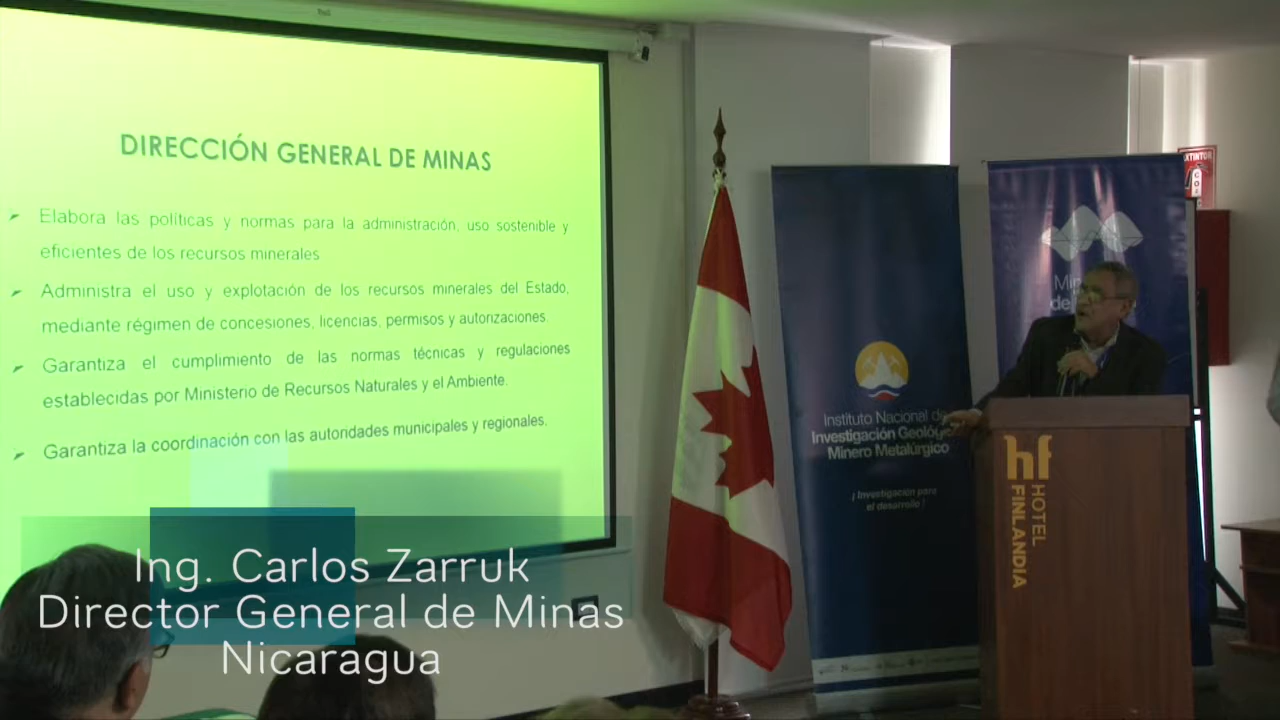 DIRECCIÓN GENERAL DE MINAS
Elabora las políticas y normas para la administración, uso sostenible y
eficientes de los recursos minerales
Administra el uso y explotación de los recursos minerales del Estado,
mediante régimen de concesiones, licencias, permisos y autorizaciones.
Garantiza el cumplimiento de las normas técnicas y regulaciones
establecidas por Ministerio de Recursos Naturales y el Ambiente.
Garantiza la coordinación con las autoridades municipales y regionales.
Ing. Carlos Zarruk
Director General de Minas
Nicaragua
Instituto Nacional de
Investigación
Minero Metalúrgico
¡ Investigación para
el desarrollo !
hf
HOTEL
FINLANDIA